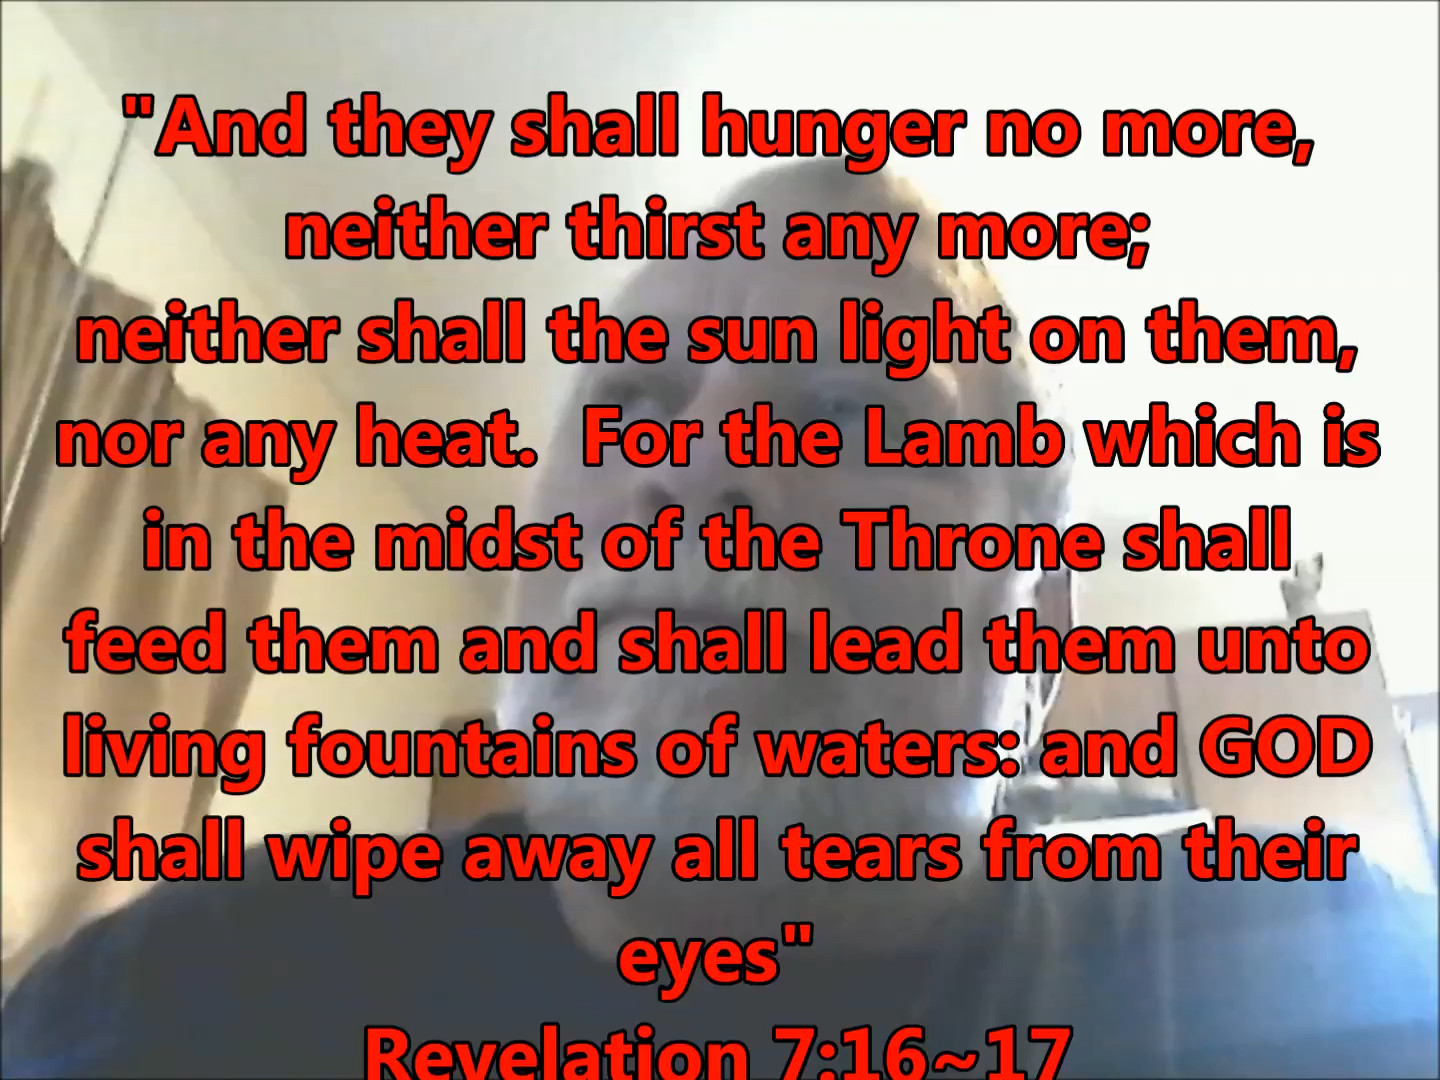 "And they shall hunger no more,
neither thirst any more;
neither shall the sun light on them,
nor any heat.  For the Lamb which is
in the midst of the Throne shall
feed them and shall lead them unto
living fountains of waters: and GOD
shall wipe away all tears from their
eyes"
Revelation 7:16~17